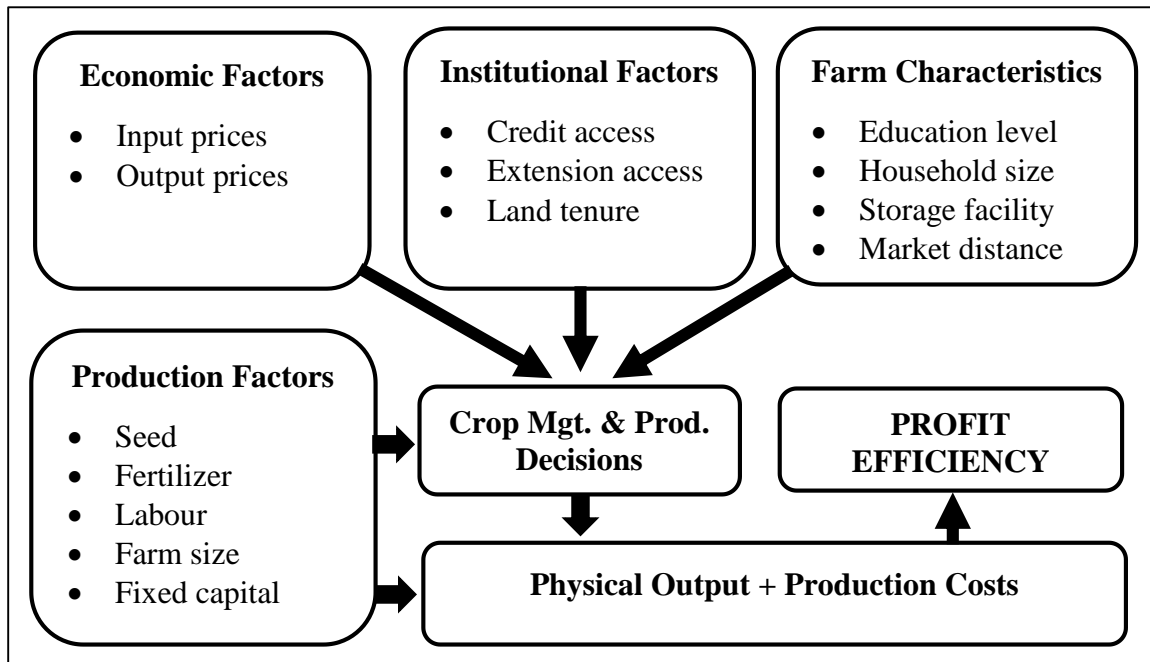 Economic Factors
• Input prices
• Output prices
Institutional Factors
• Credit access
• Extension access
• Land tenure
Farm Characteristics
• Education level
• Household size
• Storage facility
• Market distance
Production Factors
• Seed
• Fertilizer
• Labour
• Farm size
• Fixed capital
Crop Mgt. & Prod.
Decisions
PROFIT
EFFICIENCY
Physical Output + Production Costs